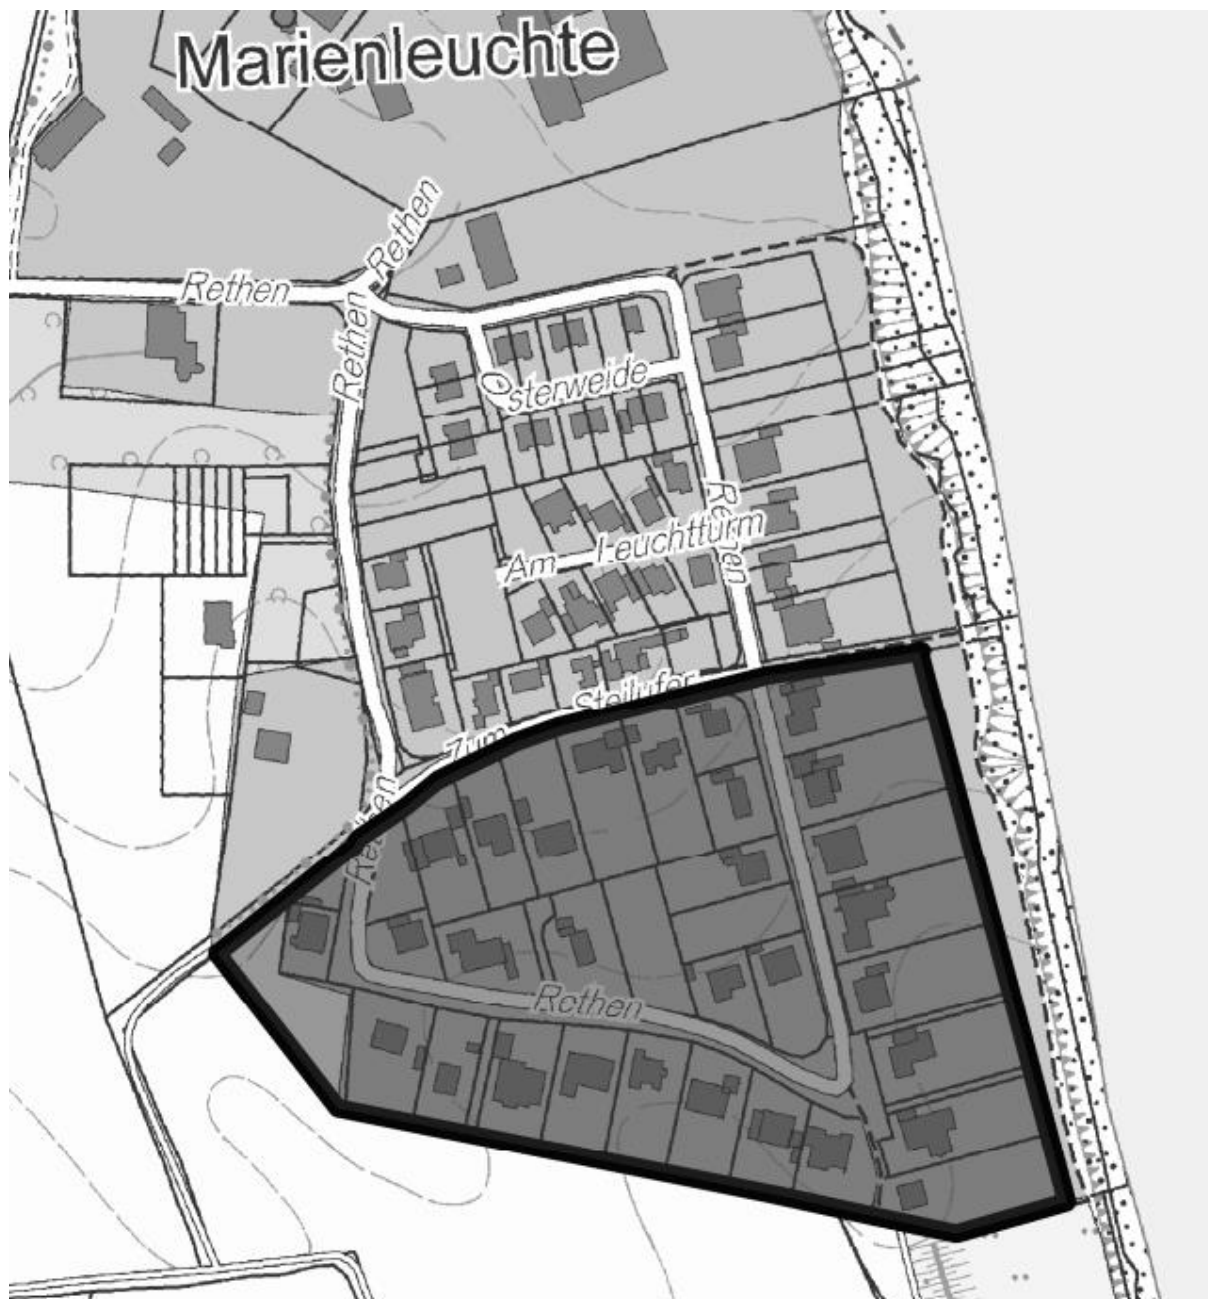 Marienleuchte
Rethen
Rethen
Rethen
Osterweide
Rethen
Am Leuchtturm
Zum Steilufer
Rethen
Rethen